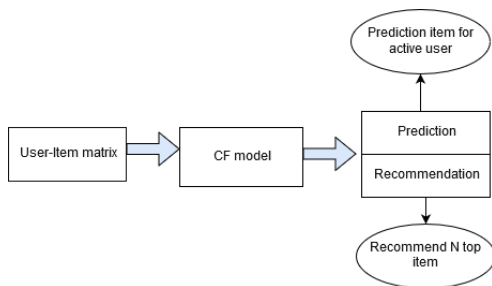 Prediction item for
active user
User-Item matrix
CF model
Prediction
Recommendation
Recommend N top
item